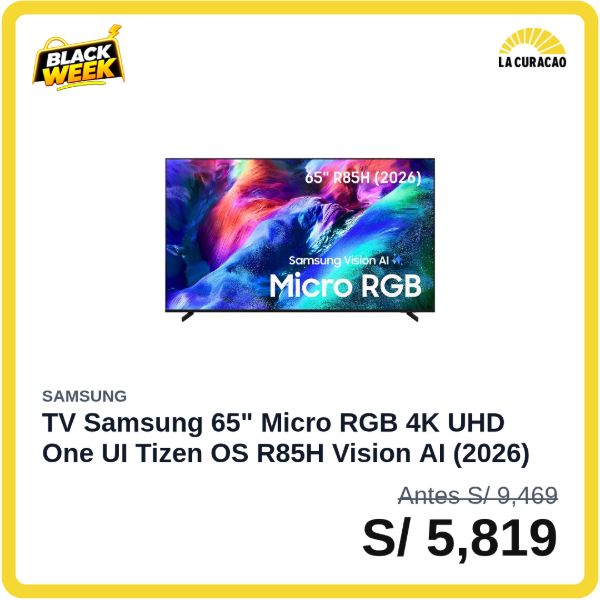 BLACK
WEEK
LA CURACAO
65" R85H (2026)
Samsung Vision AI
Micro RGB
SAMSUNG
TV Samsung 65" Micro RGB 4K UHD
One UI Tizen OS R85H Vision AI (2026)
Antes S/ 9,469
S/ 5,819